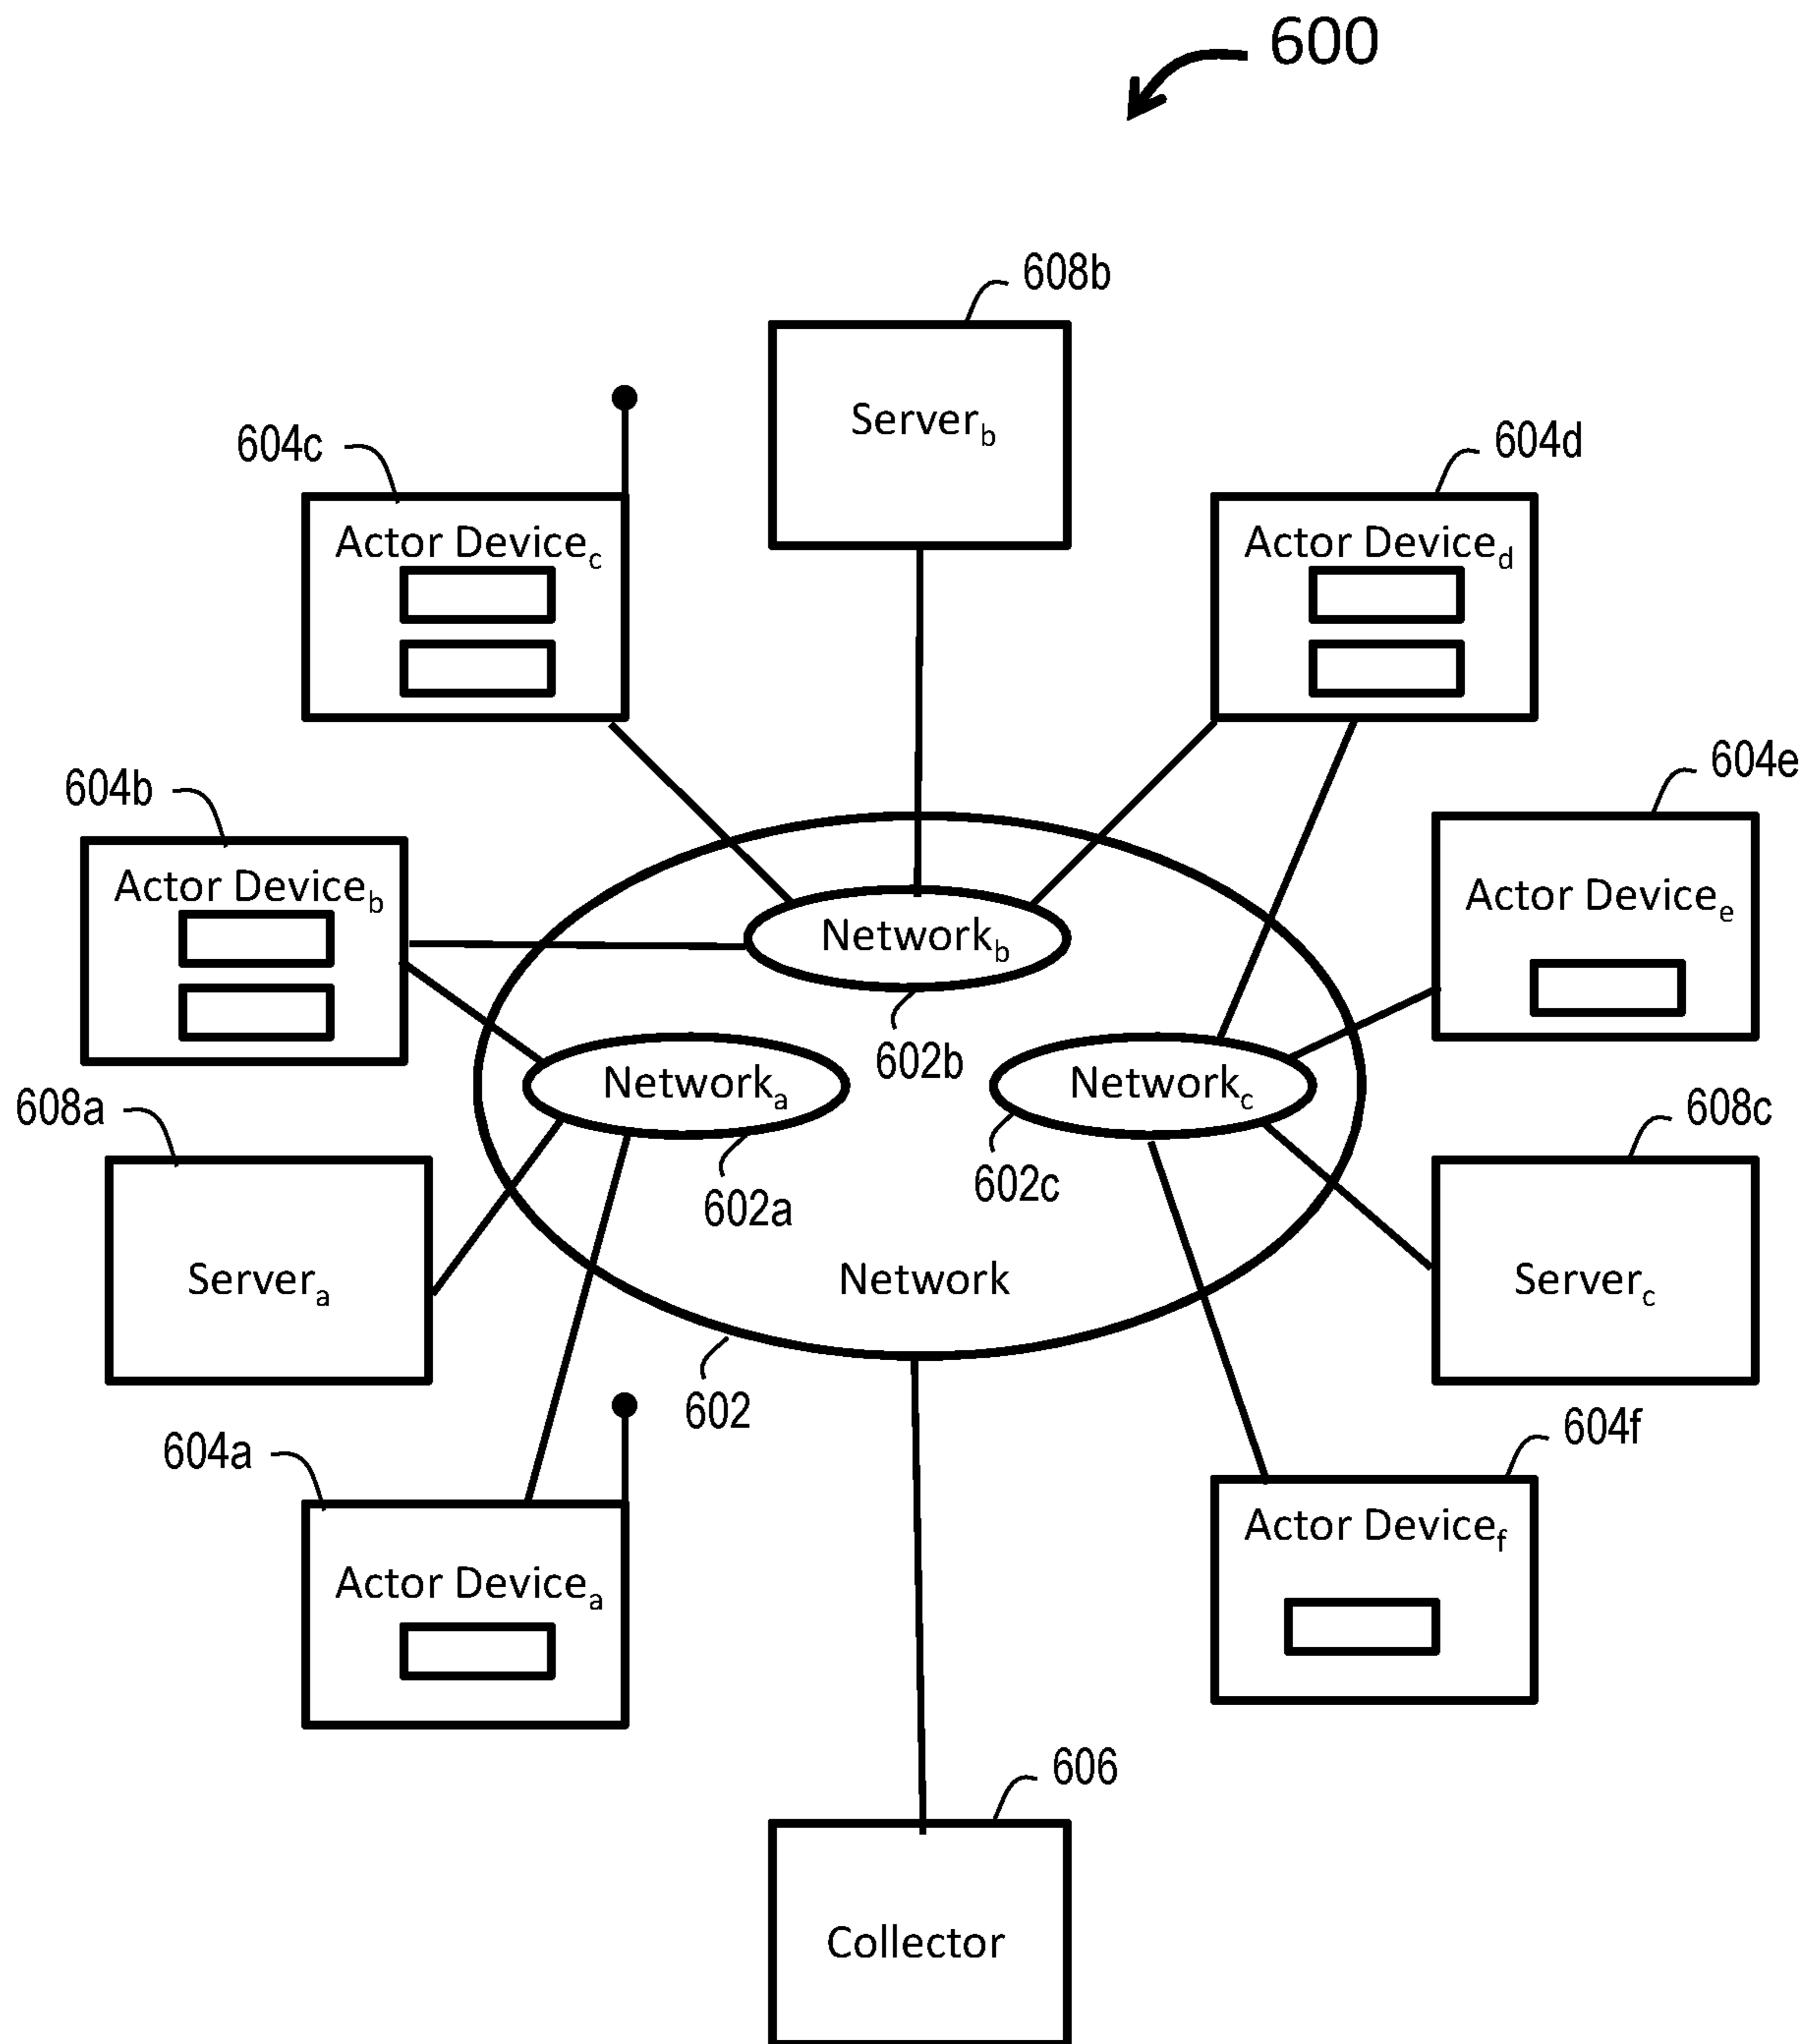 600
608b
Server_b
604c
Actor Device_c
604d
Actor Device_d
604b
Actor Device_b
604e
Actor Device_e
Network_b
602b
Network_a
602a
Network_c
602c
608a
Server_a
608c
Server_c
Network
602
604a
Actor Device_a
604f
Actor Device_f
606
Collector